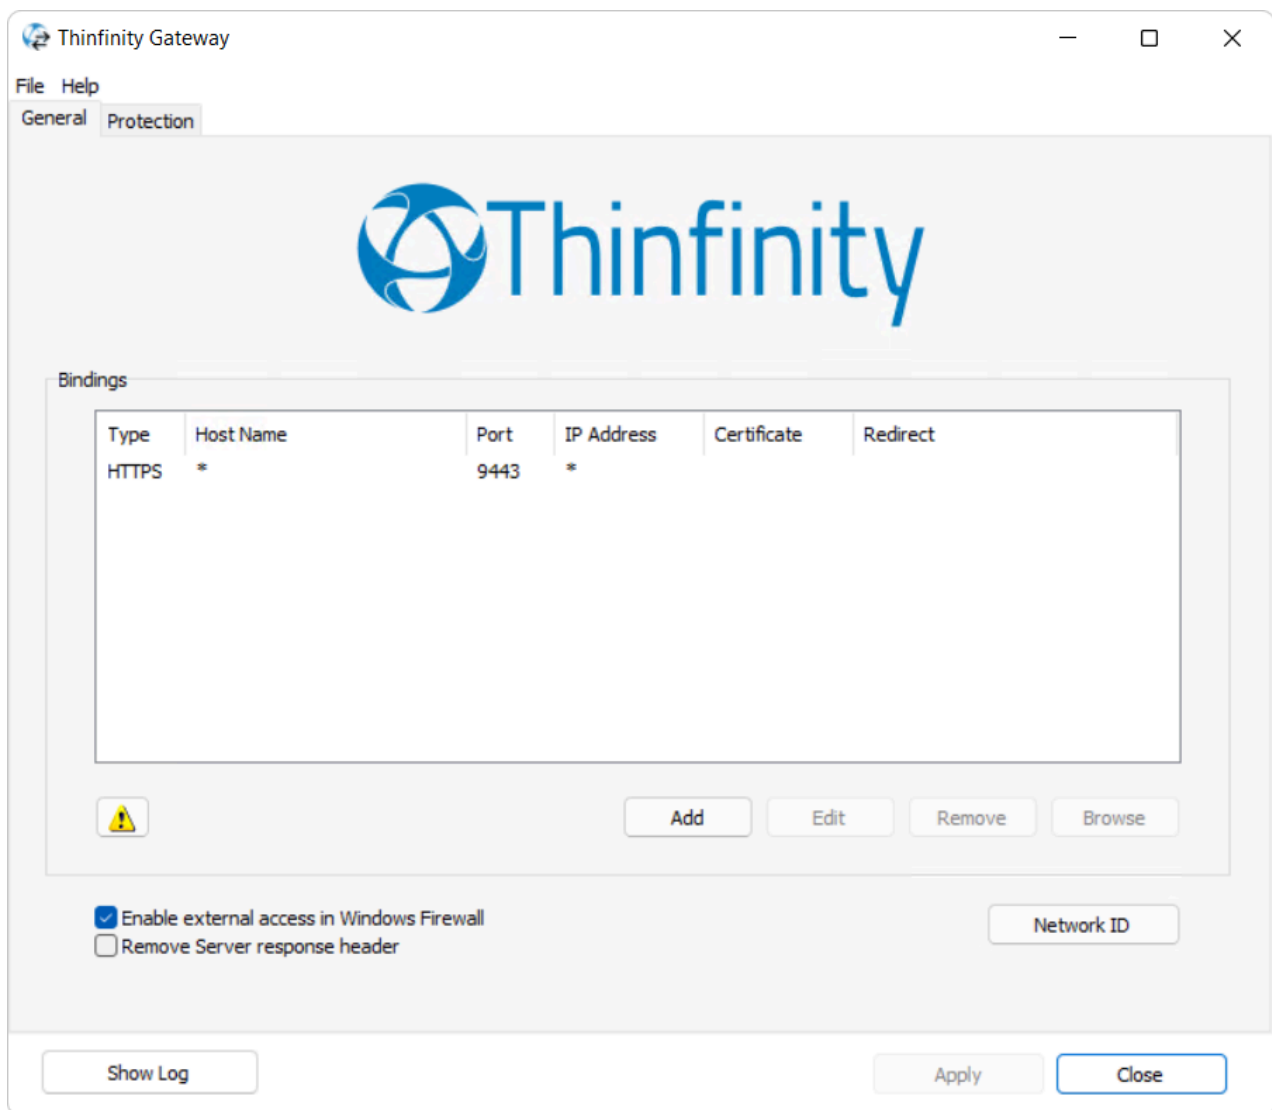 Thinfinity Gateway
File Help
General Protection
Thinfinity
Bindings
Type Host Name Port IP Address Certificate Redirect
HTTPS * 9443 *
Add Edit Remove Browse
Enable external access in Windows Firewall
Remove Server response header
Network ID
Show Log Apply Close